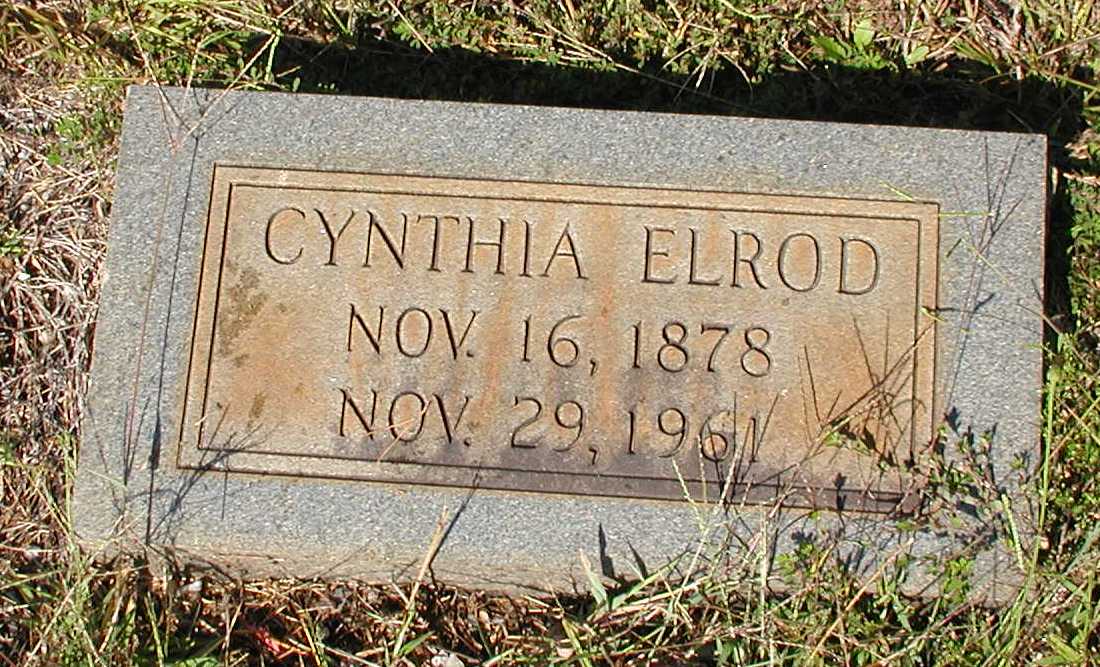 CYNTHIA ELROD
NOV. 16, 1878
NOV. 29, 1961